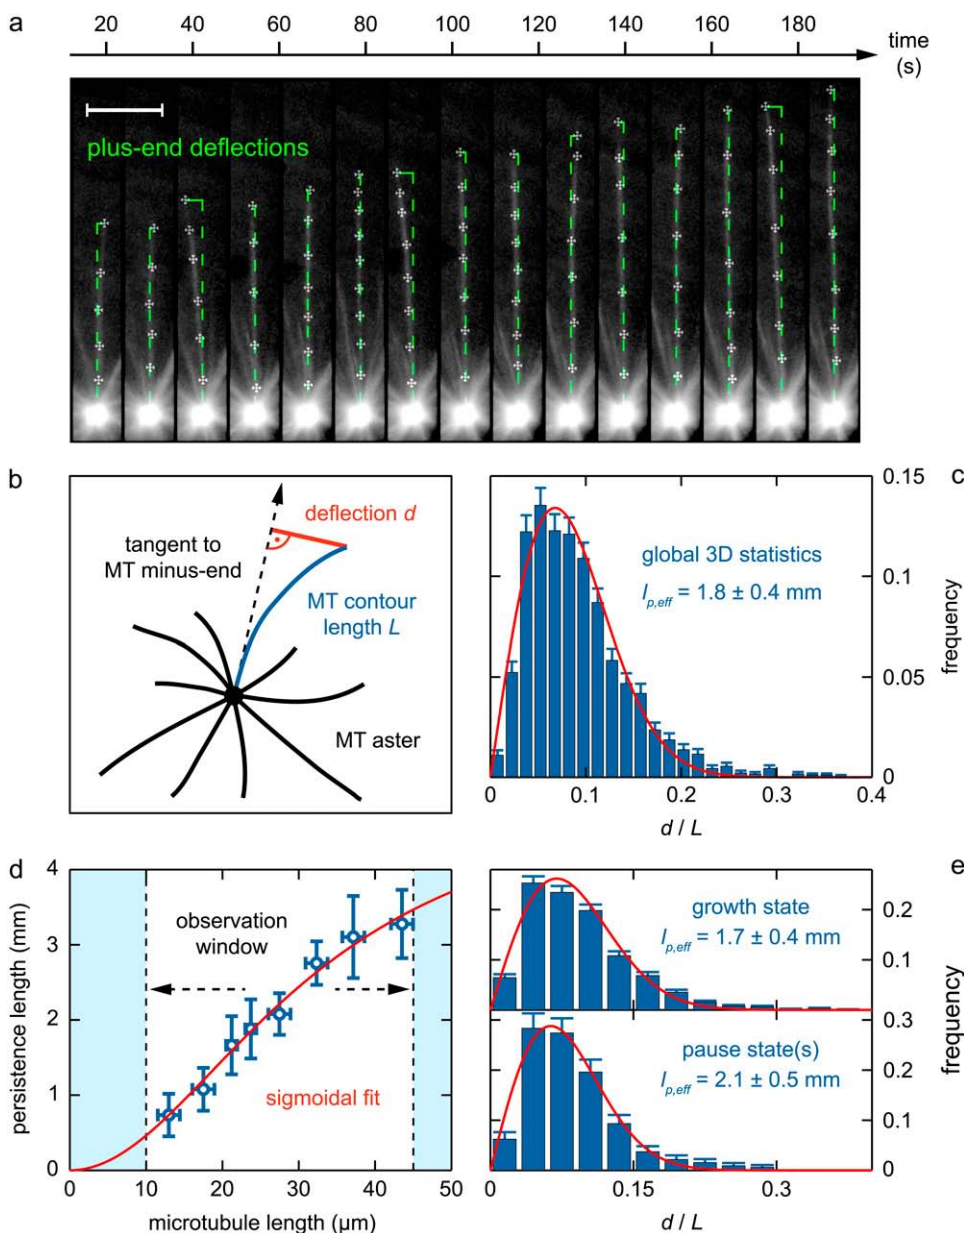 a
20 40 60 80 100 120 140 160 180
time
(s)
plus-end deflections
b
deflection d
tangent to
MT minus-end
MT contour
length L
MT aster
c
0.15
0.1
0.05
0
frequency
global 3D statistics
lp,eff = 1.8 ± 0.4 mm
0 0.1 0.2 0.3 0.4
d / L
d
4
3
2
1
0
persistence length (mm)
observation
window
sigmoidal fit
0 10 20 30 40 50
microtubule length (µm)
e
0.2
0.1
0
growth state
lp,eff = 1.7 ± 0.4 mm
0.3
0.2
0.1
0
frequency
pause state(s)
lp,eff = 2.1 ± 0.5 mm
0 0.15 0.3
d / L